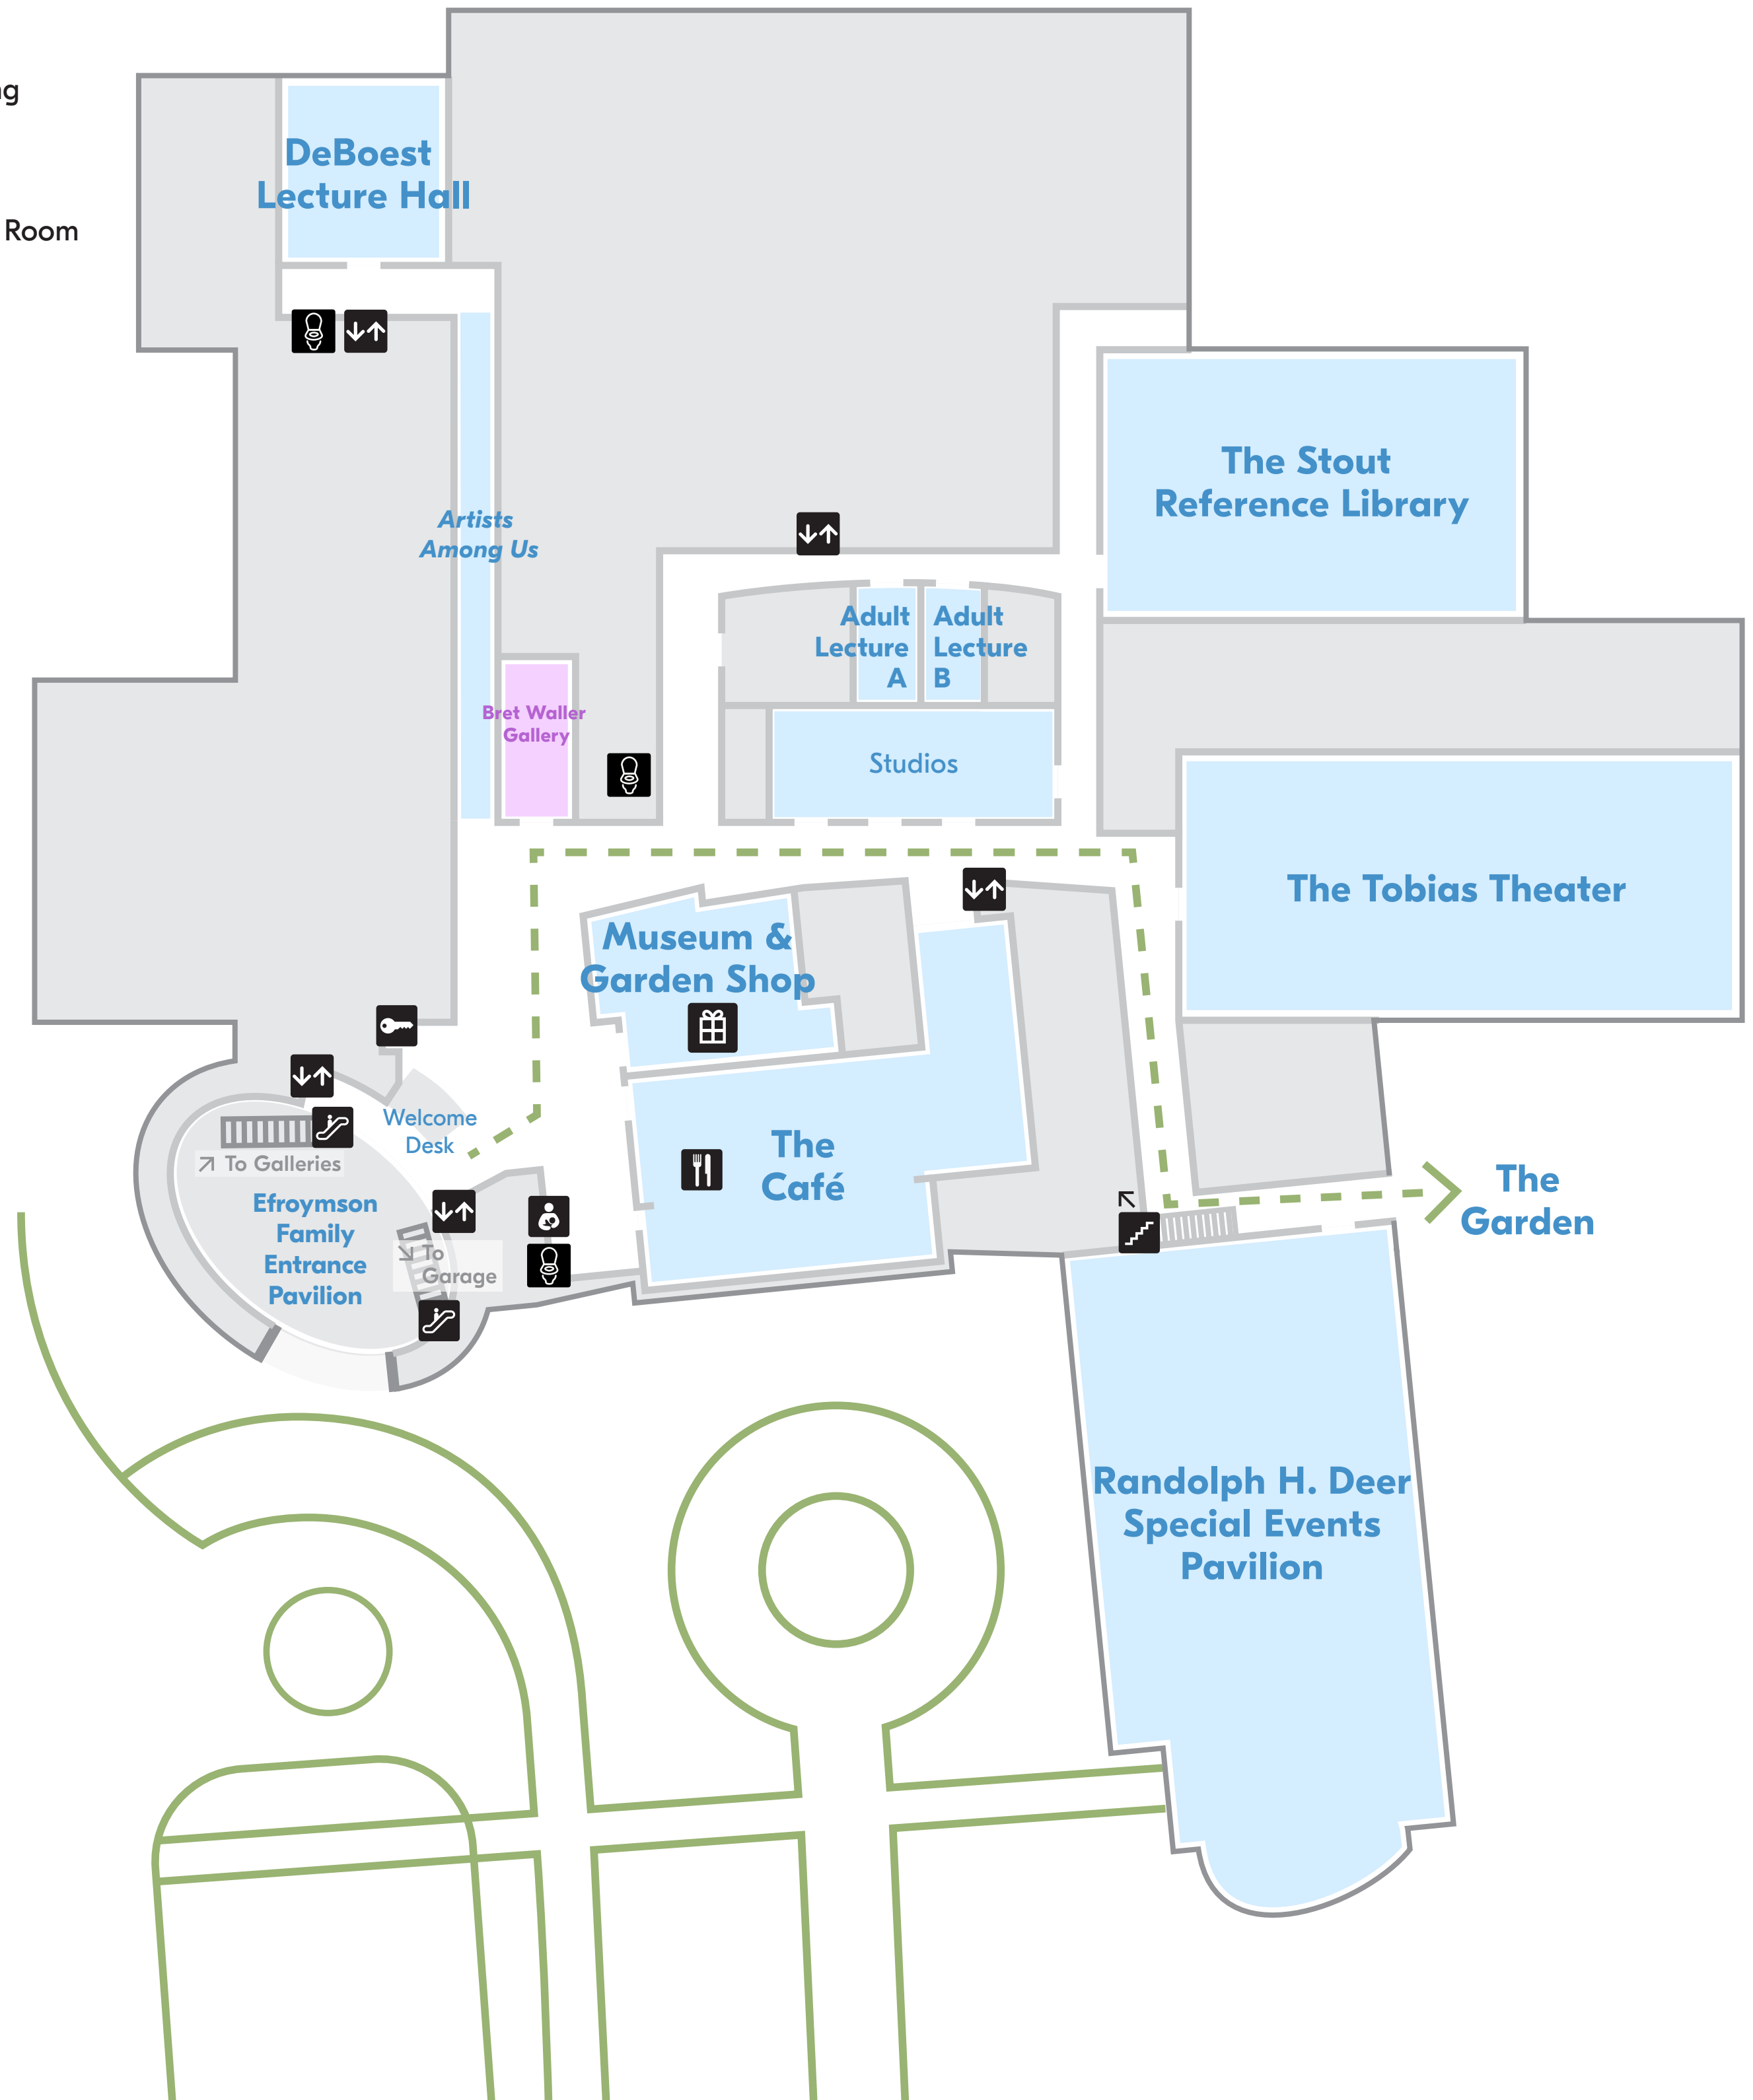 g
Room
DeBoest
Lecture Hall
The Stout
Reference Library
Artists
Among Us
Adult
Lecture
A
Adult
Lecture
B
Bret Waller
Gallery
Studios
The Tobias Theater
Museum &
Garden Shop
Welcome
Desk
To Galleries
The
Café
Efroymson
Family
Entrance
Pavilion
To
Garage
The
Garden
Randolph H. Deer
Special Events
Pavilion